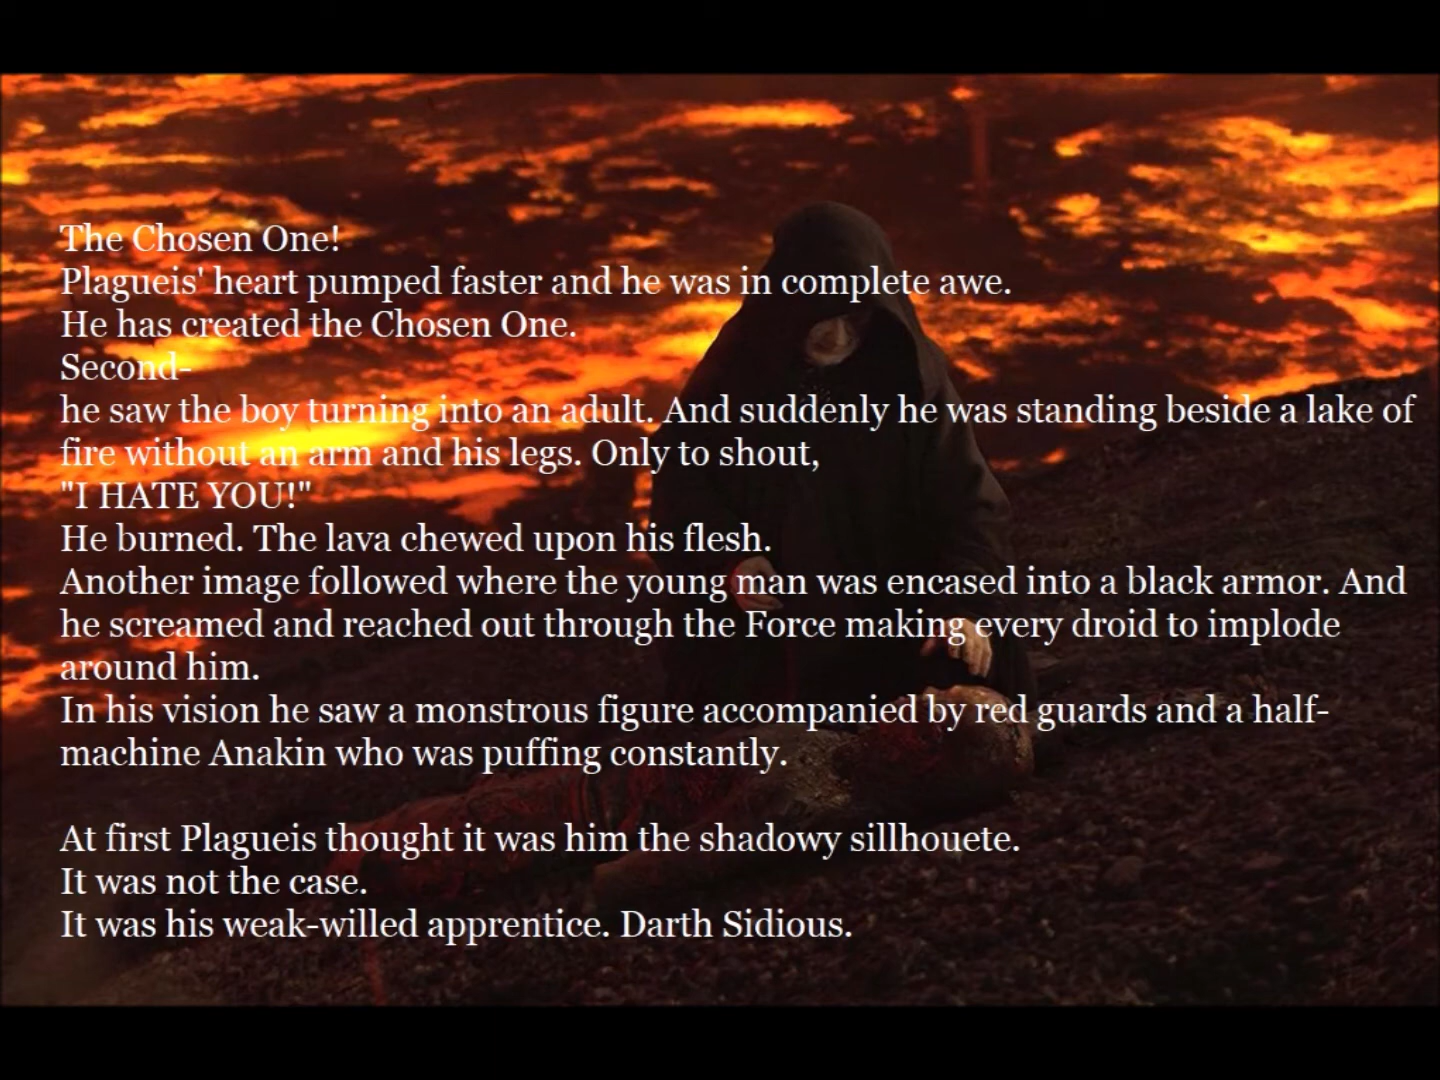 The Chosen One!
Plagueis' heart pumped faster and he was in complete awe.
He has created the Chosen One.
Second-
he saw the boy turning into an adult. And suddenly he was standing beside a lake of
fire without an arm and his legs. Only to shout,
"I HATE YOU!"
He burned. The lava chewed upon his flesh.
Another image followed where the young man was encased into a black armor. And
he screamed and reached out through the Force making every droid to implode
around him.
In his vision he saw a monstrous figure accompanied by red guards and a half-
machine Anakin who was puffing constantly.
At first Plagueis thought it was him the shadowy sillhouete.
It was not the case.
It was his weak-willed apprentice. Darth Sidious.